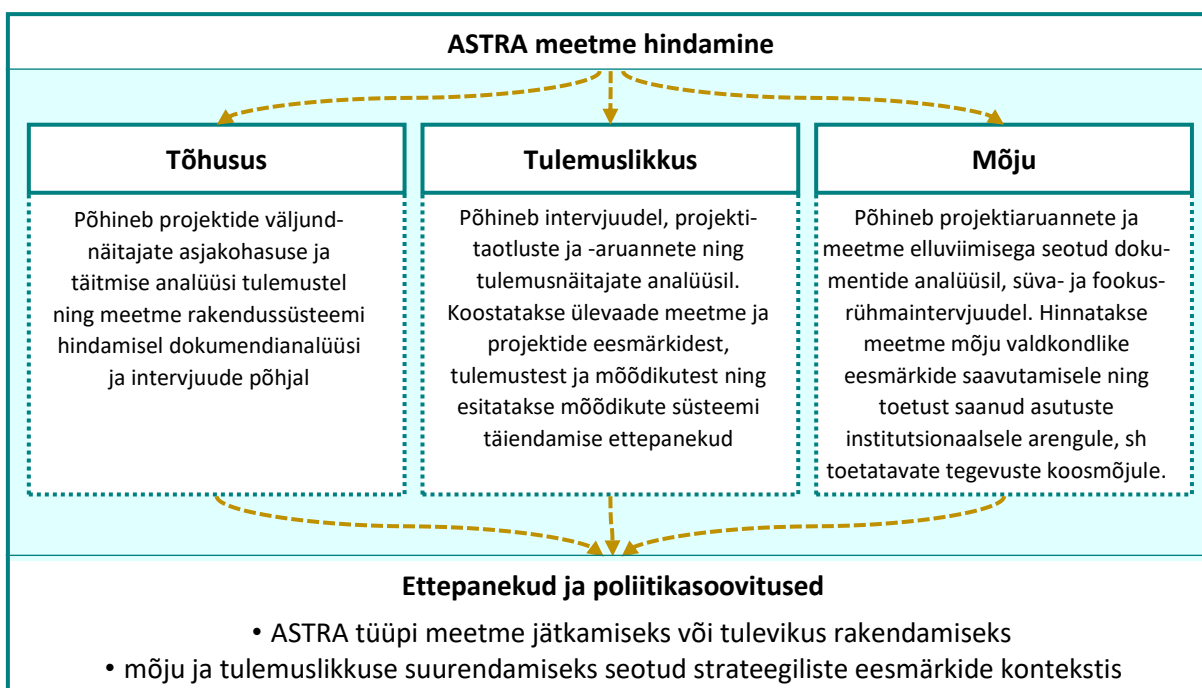 ASTRA meetme hindamine
Tõhusus
Põhineb projektide väljund-
näitajate asjakohasuse ja
täitmise analüüsi tulemustel
ning meetme rakendussüsteemi
hindamisel dokumendianalüüsi
ja intervjuude põhjal
Tulemuslikkus
Põhineb intervjuudel, projekti-
taotluste ja -aruannete ning
tulemusnäitajate analüüsil.
Koostatakse ülevaade meetme ja
projektide eesmärkidest,
tulemustest ja mõõdikutest ning
esitatakse mõõdikute süsteemi
täiendamise ettepanekud
Mõju
Põhineb projektiaruannete ja
meetme elluviimisega seotud doku-
mentide analüüsil, süva- ja fookus-
rühmaintervjuudel. Hinnatakse
meetme mõju valdkondlike
eesmärkide saavutamisele ning
toetust saanud asutuste
institutsionaalsele arengule, sh
toetatavate tegevuste koosmõjule.
Ettepanekud ja poliitikasoovitused
• ASTRA tüüpi meetme jätkamiseks või tulevikus rakendamiseks
• mõju ja tulemuslikkuse suurendamiseks seotud strateegiliste eesmärkide kontekstis